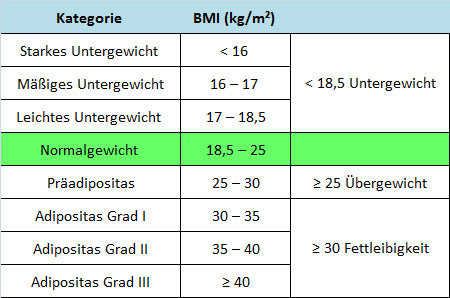 Kategorie BMI (kg/m²)
Starkes Untergewicht < 16
Mäßiges Untergewicht 16 – 17 < 18,5 Untergewicht
Leichtes Untergewicht 17 – 18,5
Normalgewicht 18,5 – 25
Präadipositas 25 – 30 ≥ 25 Übergewicht
Adipositas Grad I 30 – 35
Adipositas Grad II 35 – 40 ≥ 30 Fettleibigkeit
Adipositas Grad III ≥ 40